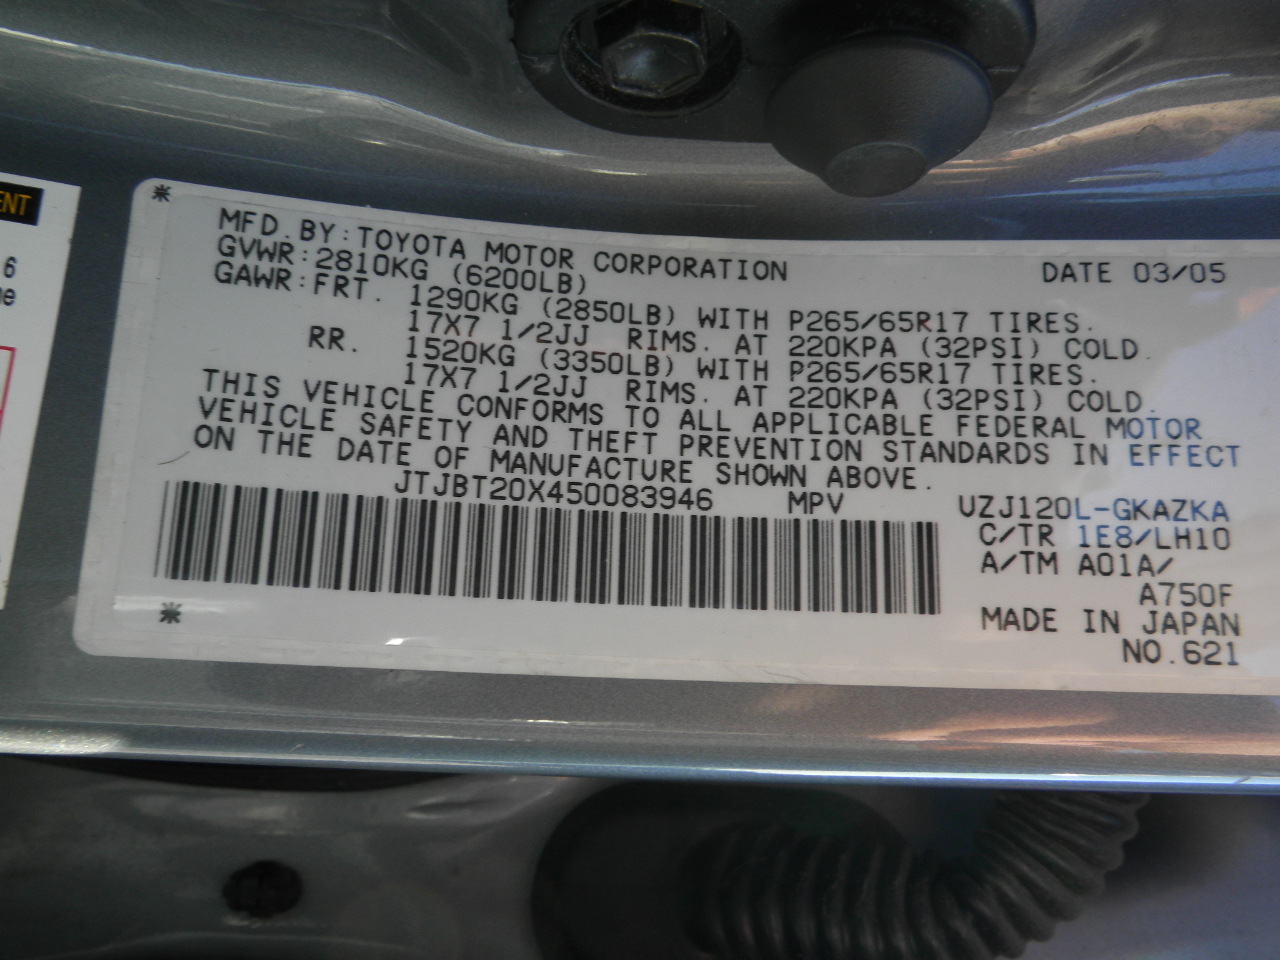 MFD.BY:TOYOTA MOTOR CORPORATION DATE 03/05
GVWR:2810KG (6200LB)
GAWR:FRT. 1290KG (2850LB) WITH P265/65R17 TIRES.
17X7 1/2JJ RIMS. AT 220KPA (32PSI) COLD.
RR. 1520KG (3350LB) WITH P265/65R17 TIRES.
17X7 1/2JJ RIMS. AT 220KPA (32PSI) COLD.
THIS VEHICLE CONFORMS TO ALL APPLICABLE FEDERAL MOTOR
VEHICLE SAFETY AND THEFT PREVENTION STANDARDS IN EFFECT
ON THE DATE OF MANUFACTURE SHOWN ABOVE.
JTJBT20X450083946 MPV
UZJ120L-GKAZKA
C/TR 1E8/LH10
A/TM A01A/
A750F
MADE IN JAPAN
NO.621
6